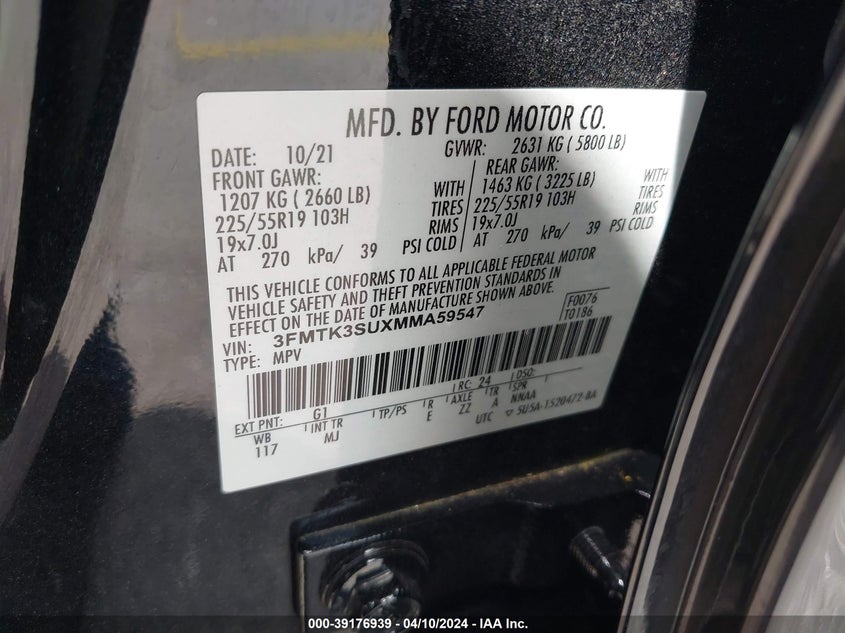 MFD. BY FORD MOTOR CO.
DATE: 10/21
GVWR: 2631 KG ( 5800 LB)
FRONT GAWR:
1207 KG ( 2660 LB) WITH
225/55R19 103H TIRES
19x7.0J RIMS
AT 270 kPa/ 39 PSI COLD
REAR GAWR:
1463 KG ( 3225 LB) WITH
225/55R19 103H TIRES
19x7.0J RIMS
AT 270 kPa/ 39 PSI COLD
THIS VEHICLE CONFORMS TO ALL APPLICABLE FEDERAL MOTOR
VEHICLE SAFETY AND THEFT PREVENTION STANDARDS IN
EFFECT ON THE DATE OF MANUFACTURE SHOWN ABOVE.
F0076
T0186
VIN: 3FMTK3SUXMMA59547
TYPE: MPV
RC: 24 DSO:
EXT PNT: G1
WB INT TR TP/PS R AXLE TR SPR
117 MJ E ZZ A NNAA
UTC 5U5A-1520472-BA
000-39176939 - 04/10/2024 - IAA Inc.